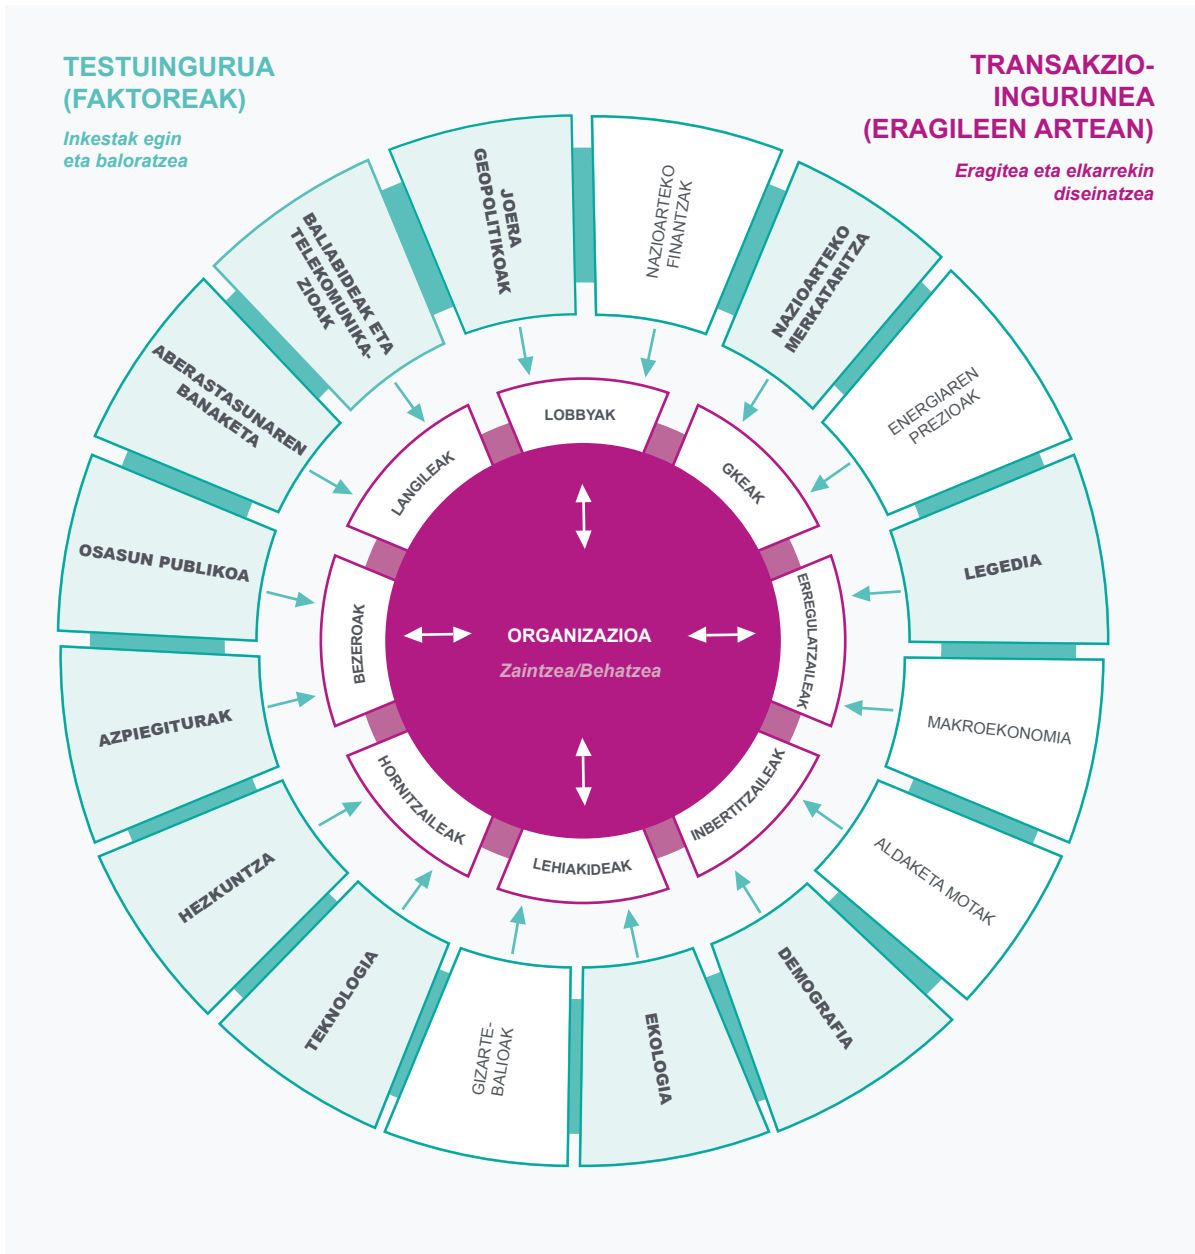 TESTUINGURUA
(FAKTOREAK)
Inkestak egin
eta baloratzea
TRANSAKZIO-
INGURUNEA
(ERAGILEEN ARTEAN)
Eragitea eta elkarrekin
diseinatzea
JOERA
GEOPOLITIKOAK
NAZIOARTEKO
FINANTZAK
NAZIOARTEKO
MERKATARITZA
ENERGIAREN
PREZIOAK
LEGEDIA
MAKROEKONOMIA
ALDAKETA MOTAK
DEMOGRAFIA
EKOLOGIA
GIZARTE-
BALIOAK
TEKNOLOGIA
HEZKUNTZA
AZPIEGITURAK
OSASUN PUBLIKOA
ABERASTASUNAREN
BANAKETA
BALIABIDEAK ETA
TELEKOMUNIKA-
ZIOAK
LOBBYAK
GKEAK
ERREGULATZAILEAK
INBERTITZAILEAK
LEHIAKIDEAK
HORNITZAILEAK
BEZEROAK
LANGILEAK
ORGANIZAZIOA
Zaintzea/Behatzea